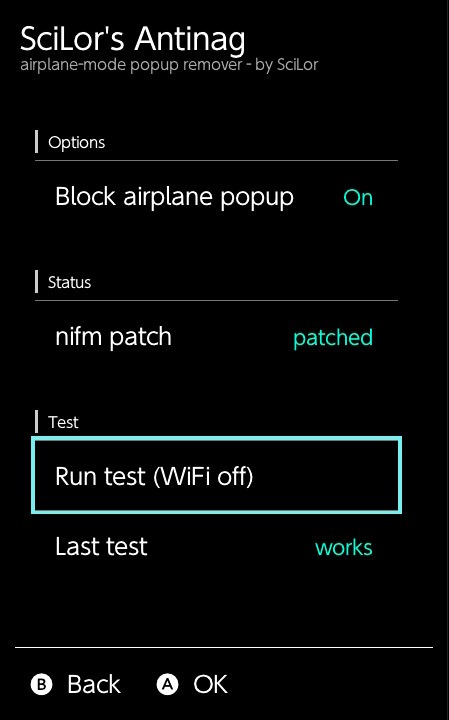 SciLor's Antinag
airplane-mode popup remover - by SciLor
Options
Block airplane popup On
Status
nifm patch patched
Test
Run test (WiFi off)
Last test works
B Back A OK